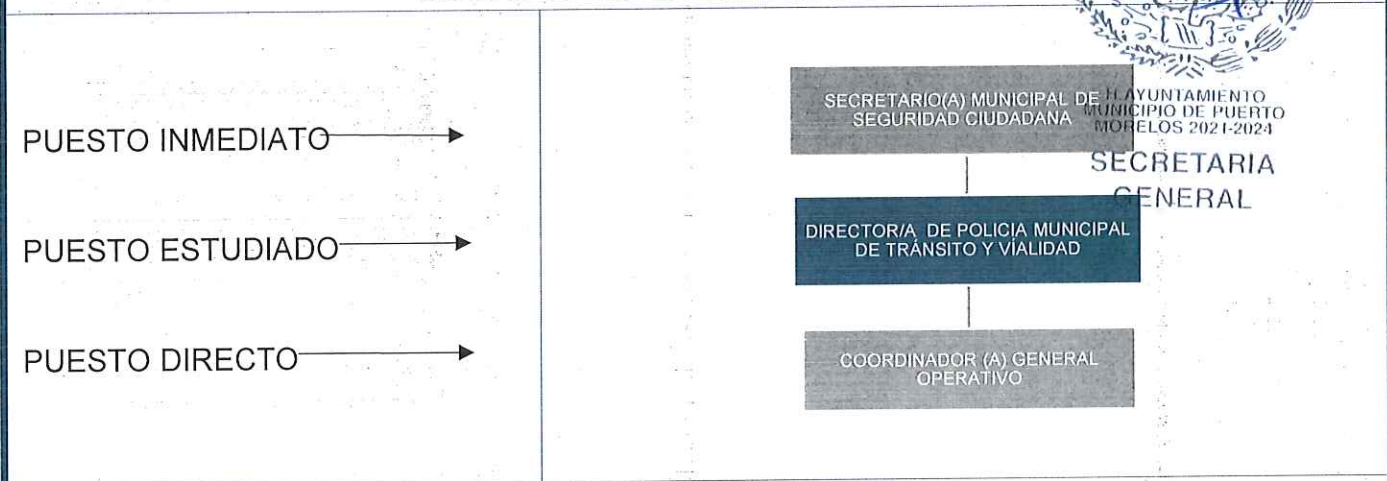 H. AYUNTAMIENTO
MUNICIPIO DE PUERTO
MORELOS 2021-2024
SECRETARIA
GENERAL
PUESTO INMEDIATO
SECRETARIO(A) MUNICIPAL DE
SEGURIDAD CIUDADANA
PUESTO ESTUDIADO
DIRECTOR/A DE POLICIA MUNICIPAL
DE TRÁNSITO Y VÍALIDAD
PUESTO DIRECTO
COORDINADOR (A) GENERAL
OPERATIVO